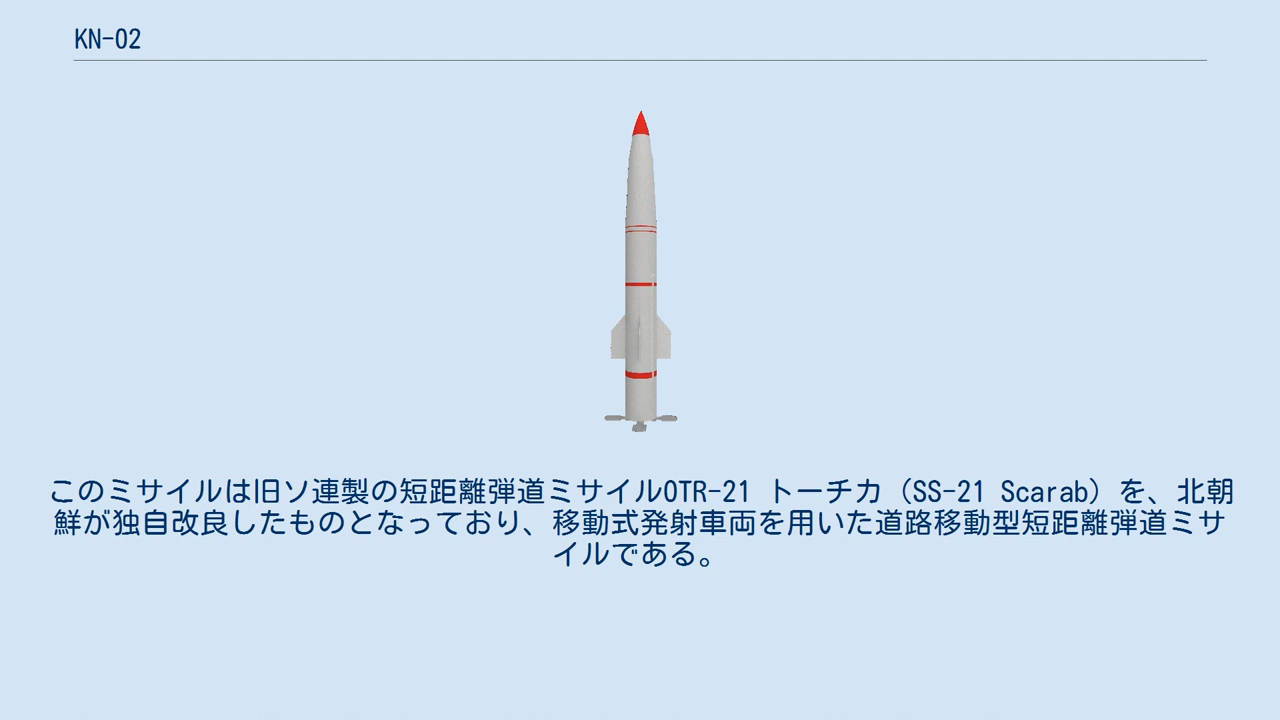 KN-02
このミサイルは旧ソ連製の短距離弾道ミサイルOTR-21 トーチカ（SS-21 Scarab）を、北朝
鮮が独自改良したものとなっており、移動式発射車両を用いた道路移動型短距離弾道ミサ
イルである。